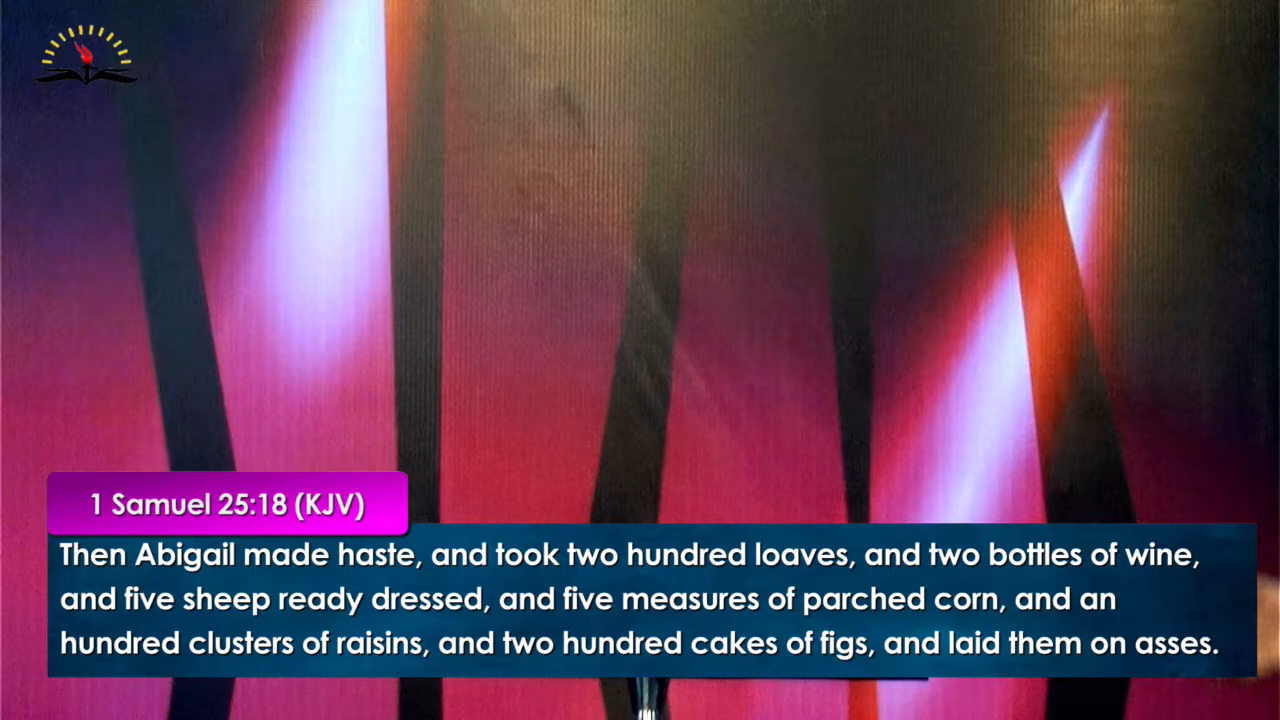 1 Samuel 25:18 (KJV)
Then Abigail made haste, and took two hundred loaves, and two bottles of wine,
and five sheep ready dressed, and five measures of parched corn, and an
hundred clusters of raisins, and two hundred cakes of figs, and laid them on asses.